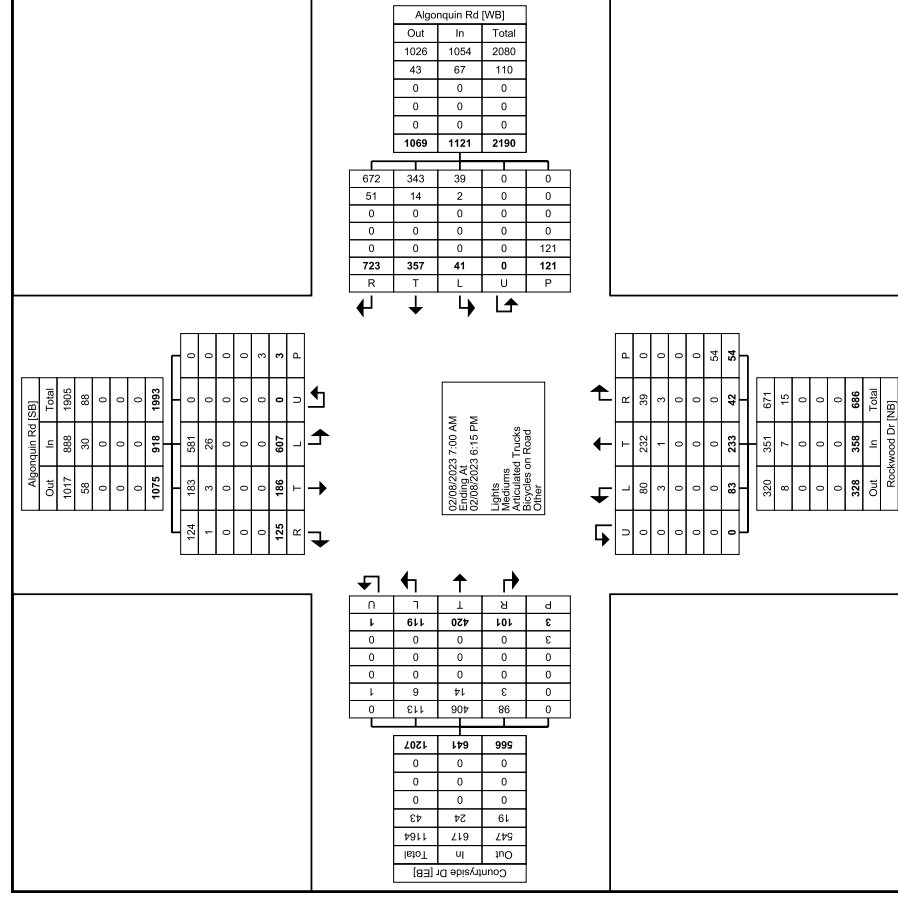 Algonquin Rd [WB]
Out In Total
1026 1054 2080
43 67 110
0 0 0
0 0 0
0 0 0
1069 1121 2190
672 343 39 0 0
51 14 2 0 0
0 0 0 0 0
0 0 0 0 0
0 0 0 0 121
723 357 41 0 121
R T L U P
Algonquin Rd [SB]
Out In Total
1017 888 1905
58 30 88
0 0 0
0 0 0
0 0 0
1075 918 1993
124 183 581 0 0
1 3 26 0 0
0 0 0 0 0
0 0 0 0 0
0 0 0 0 3
125 186 607 0 3
R T L U P
02/08/2023 7:00 AM
Ending At
02/08/2023 6:15 PM
Lights
Mediums
Articulated Trucks
Bicycles on Road
Other
U L T R P
0 80 232 39 0
0 3 1 3 0
0 0 0 0 0
0 0 0 0 0
0 0 0 0 54
0 83 233 42 54
320 351 671
8 7 15
0 0 0
0 0 0
0 0 0
328 358 686
Out In Total
Rockwood Dr [NB]
Countryside Dr [EB]
Out In Total
547 617 1164
19 24 43
0 0 0
0 0 0
0 0 0
566 641 1207
0 98 406 113 0
0 3 14 6 1
0 0 0 0 0
0 0 0 0 0
3 0 0 0 0
3 101 420 119 1
P R T L U